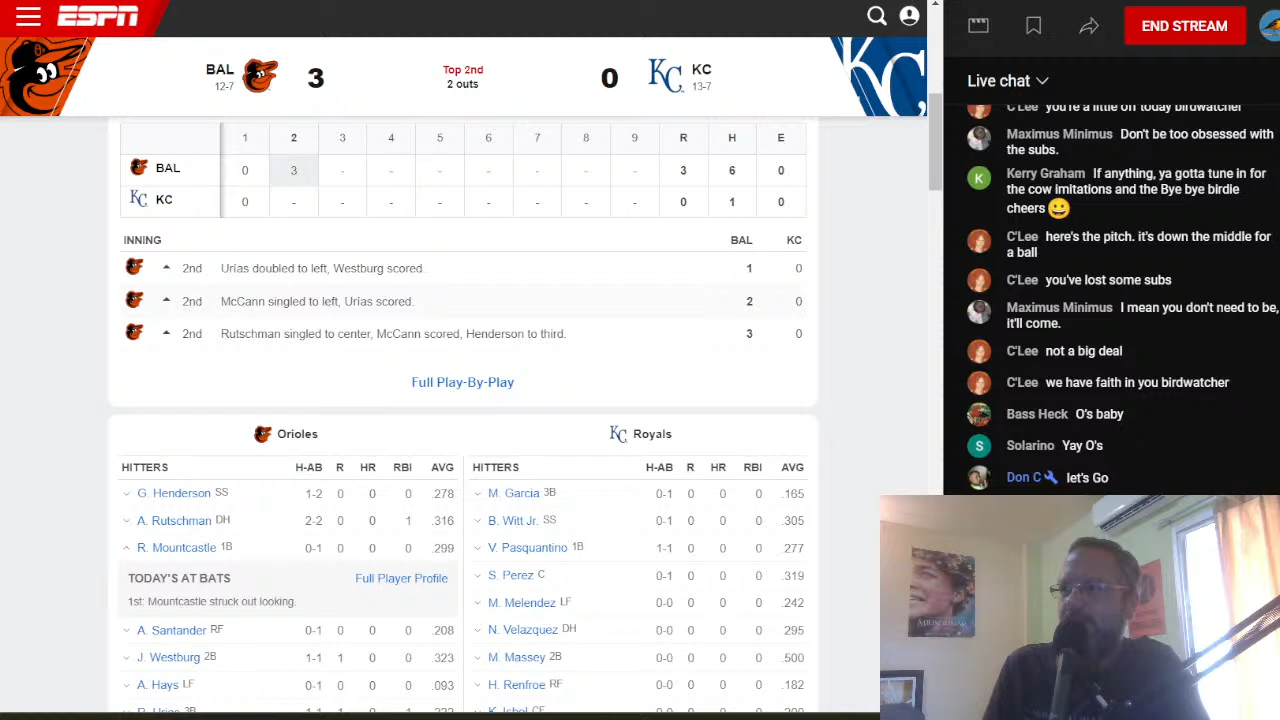 ESPN
END STREAM
BAL
12-7
3
Top 2nd
2 outs
0
KC
13-7
Live chat
1 2 3 4 5 6 7 8 9 R H E
BAL 0 3 - - - - - - - 3 6 0
KC 0 - - - - - - - - 0 1 0
INNING BAL KC
2nd Urías doubled to left, Westburg scored. 1 0
2nd McCann singled to left, Urías scored. 2 0
2nd Rutschman singled to center, McCann scored, Henderson to third. 3 0
Full Play-By-Play
Orioles
HITTERS H-AB R HR RBI AVG
G. Henderson SS 1-2 0 0 0 .278
A. Rutschman DH 2-2 0 0 1 .316
R. Mountcastle 1B 0-1 0 0 0 .299
TODAY'S AT BATS Full Player Profile
1st: Mountcastle struck out looking.
A. Santander RF 0-1 0 0 0 .208
J. Westburg 2B 1-1 1 0 0 .323
A. Hays LF 0-1 0 0 0 .093
Royals
HITTERS H-AB R HR RBI AVG
M. Garcia 3B 0-1 0 0 0 .165
B. Witt Jr. SS 0-1 0 0 0 .305
V. Pasquantino 1B 1-1 0 0 0 .277
S. Perez C 0-1 0 0 0 .319
M. Melendez LF 0-0 0 0 0 .242
N. Velazquez DH 0-0 0 0 0 .295
M. Massey 2B 0-0 0 0 0 .500
H. Renfroe RF 0-0 0 0 0 .182
C'Lee you're a little off today birdwatcher
Maximus Minimus Don't be too obsessed with
the subs.
K
Kerry Graham If anything, ya gotta tune in for
the cow imitations and the Bye bye birdie
cheers 😀
C'Lee here's the pitch. it's down the middle for
a ball
C'Lee you've lost some subs
Maximus Minimus I mean you don't need to be,
it'll come.
C'Lee not a big deal
C'Lee we have faith in you birdwatcher
Bass Heck O's baby
S
Solarino Yay O's
Don C let's Go
MIDSOMMAR